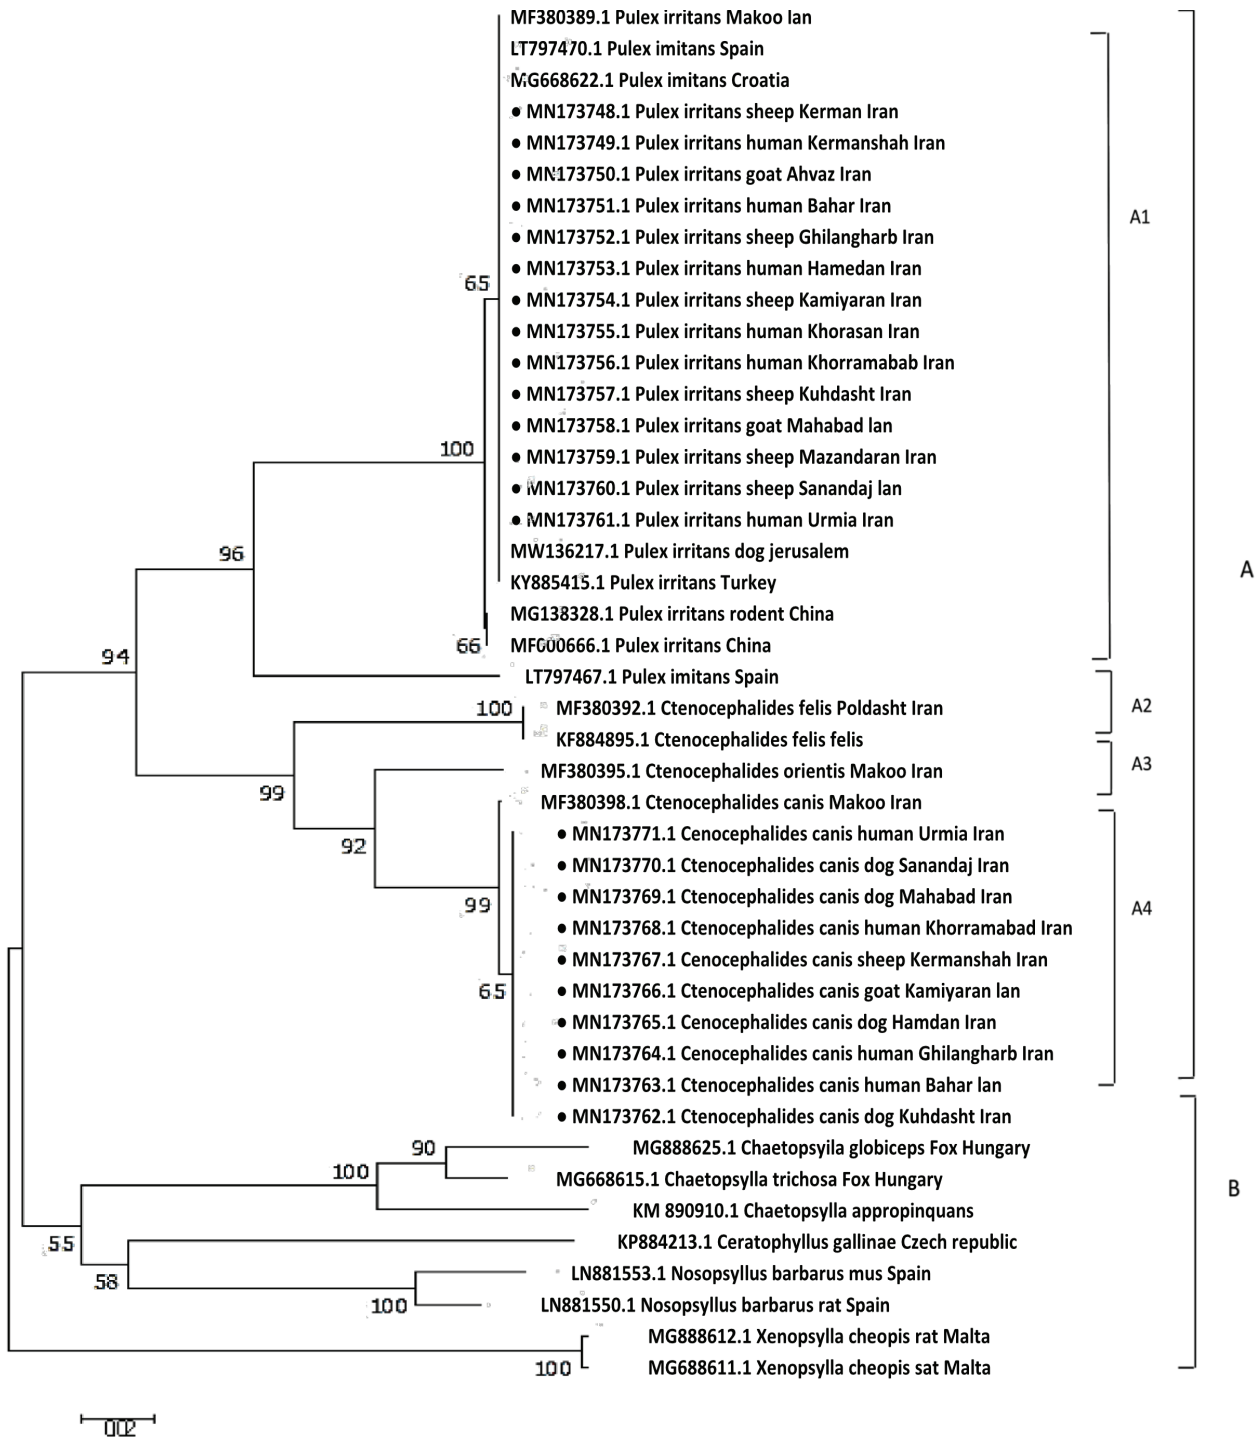 MF380389.1 Pulex irritans Makoo lan
LT797470.1 Pulex imitans Spain
MG668622.1 Pulex imitans Croatia
● MN173748.1 Pulex irritans sheep Kerman Iran
● MN173749.1 Pulex irritans human Kermanshah Iran
● MN173750.1 Pulex irritans goat Ahvaz Iran
● MN173751.1 Pulex irritans human Bahar Iran
A1
● MN173752.1 Pulex irritans sheep Ghilangharb Iran
● MN173753.1 Pulex irritans human Hamedan Iran
65
● MN173754.1 Pulex irritans sheep Kamiyaran Iran
● MN173755.1 Pulex irritans human Khorasan Iran
● MN173756.1 Pulex irritans human Khorramabab Iran
● MN173757.1 Pulex irritans sheep Kuhdasht Iran
● MN173758.1 Pulex irritans goat Mahabad lan
100
● MN173759.1 Pulex irritans sheep Mazandaran Iran
● MN173760.1 Pulex irritans sheep Sanandaj lan
● MN173761.1 Pulex irritans human Urmia Iran
96
MW136217.1 Pulex irritans dog jerusalem
A
KY885415.1 Pulex irritans Turkey
MG138328.1 Pulex irritans rodent China
66
MF000666.1 Pulex irritans China
94
LT797467.1 Pulex imitans Spain
100
MF380392.1 Ctenocephalides felis Poldasht Iran
A2
KF884895.1 Ctenocephalides felis felis
MF380395.1 Ctenocephalides orientis Makoo Iran
A3
99
MF380398.1 Ctenocephalides canis Makoo Iran
● MN173771.1 Cenocephalides canis human Urmia Iran
92
● MN173770.1 Ctenocephalides canis dog Sanandaj Iran
● MN173769.1 Ctenocephalides canis dog Mahabad Iran
99
A4
● MN173768.1 Ctenocephalides canis human Khorramabad Iran
● MN173767.1 Cenocephalides canis sheep Kermanshah Iran
65
● MN173766.1 Ctenocephalides canis goat Kamiyaran lan
● MN173765.1 Cenocephalides canis dog Hamdan Iran
● MN173764.1 Cenocephalides canis human Ghilangharb Iran
● MN173763.1 Ctenocephalides canis human Bahar lan
● MN173762.1 Ctenocephalides canis dog Kuhdasht Iran
90
MG888625.1 Chaetopsyila globiceps Fox Hungary
100
MG668615.1 Chaetopsylla trichosa Fox Hungary
B
KM 890910.1 Chaetopsylla appropinquans
55
KP884213.1 Ceratophyllus gallinae Czech republic
58
LN881553.1 Nosopsyllus barbarus mus Spain
100
LN881550.1 Nosopsyllus barbarus rat Spain
MG888612.1 Xenopsylla cheopis rat Malta
100
MG688611.1 Xenopsylla cheopis sat Malta
002